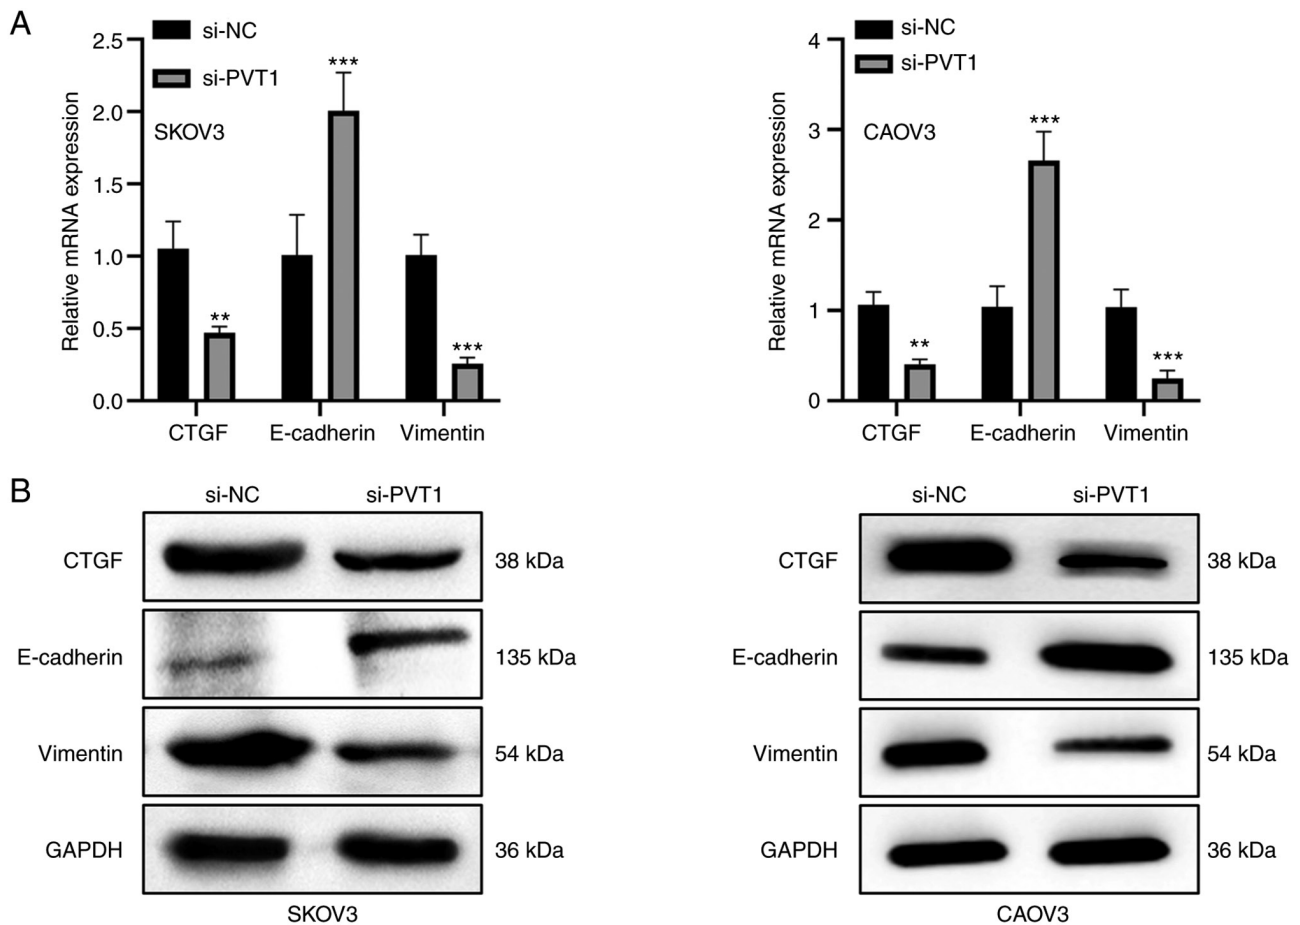 A
si-NC
si-PVT1
SKOV3
Relative mRNA expression
2.5
2.0
1.5
1.0
0.5
0.0
***
**
***
CTGF
E-cadherin
Vimentin
si-NC
si-PVT1
CAOV3
Relative mRNA expression
4
3
2
1
0
***
**
***
CTGF
E-cadherin
Vimentin
B
si-NC
si-PVT1
CTGF
38 kDa
E-cadherin
135 kDa
Vimentin
54 kDa
GAPDH
36 kDa
SKOV3
si-NC
si-PVT1
CTGF
38 kDa
E-cadherin
135 kDa
Vimentin
54 kDa
GAPDH
36 kDa
CAOV3